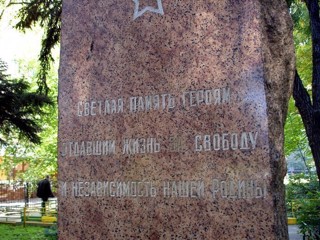 СВЕТЛАЯ ПАМЯТЬ ГЕРОЯМ
ОТДАВШИМ ЖИЗНЬ ЗА СВОБОДУ
И НЕЗАВИСИМОСТЬ НАШЕЙ РОДИНЫ